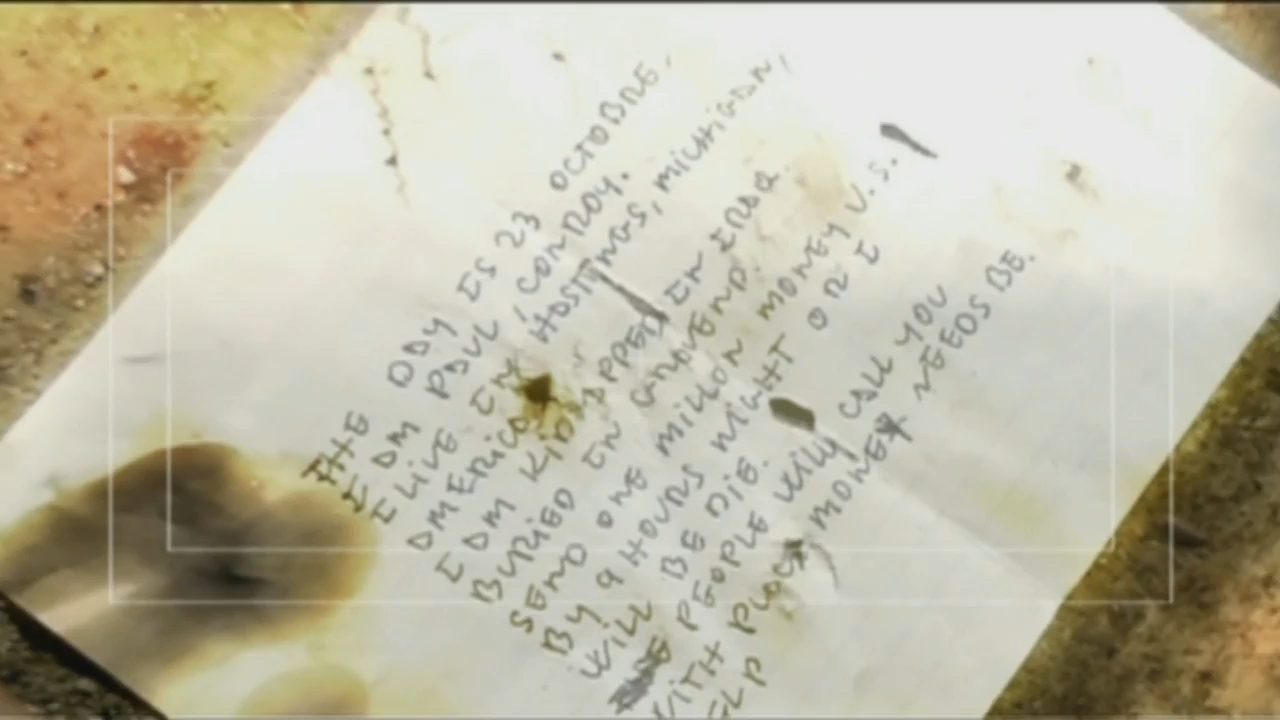 THE DAY IS 23 OCTOBRE.
I AM PAUL, CONROY.
I LIVE IN HASTINGS, MICHIGAN,
AMERICA
I AM KIDNAPPED IN IRAQ.
BURIED IN
SEND ONE MILLON MONEY U.S.
BY 9 HOURS NIGHT OR I
WILL BE DIE.
PEOPLE WILL CALL YOU
WITH PLACE MONEY NEEDS BE.
ELP